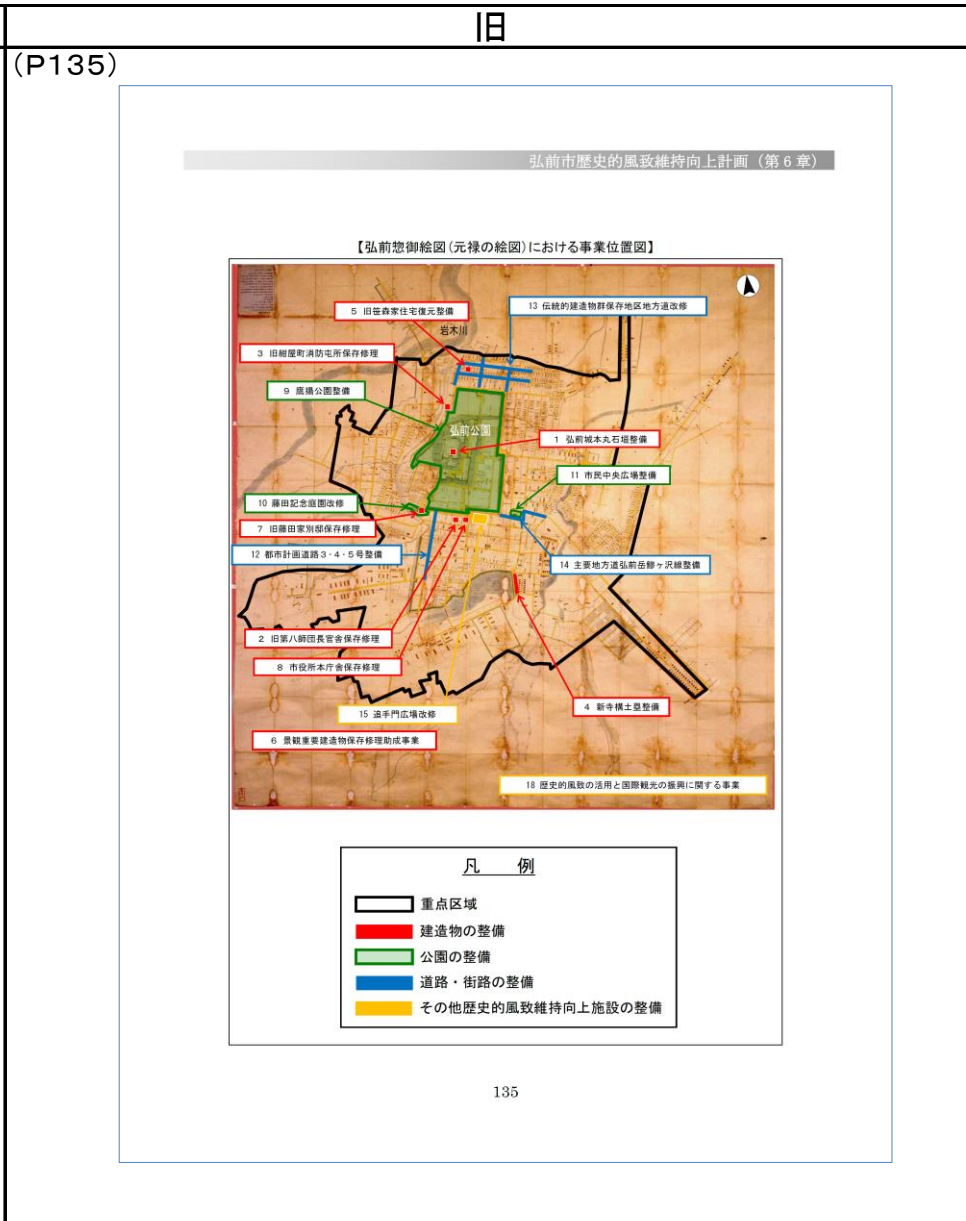 旧
(P135)
弘前市歴史的風致維持向上計画（第6章）
【弘前惣御絵図(元禄の絵図)における事業位置図】
13 伝統的建造物群保存地区地方道改修
5 旧笹森家住宅復元整備
岩木川
3 旧紺屋町消防屯所保存修理
9 鷹揚公園整備
弘前公園
1 弘前城本丸石垣整備
11 市民中央広場整備
10 藤田記念庭園改修
7 旧藤田家別邸保存修理
12 都市計画道路3・4・5号整備
14 主要地方道弘前岳鰺ヶ沢線整備
2 旧第八師団長官舎保存修理
8 市役所本庁舎保存修理
15 追手門広場改修
4 新寺構土塁整備
6 景観重要建造物保存修理助成事業
18 歴史的風致の活用と国際観光の振興に関する事業
凡 例
重点区域
建造物の整備
公園の整備
道路・街路の整備
その他歴史的風致維持向上施設の整備
135